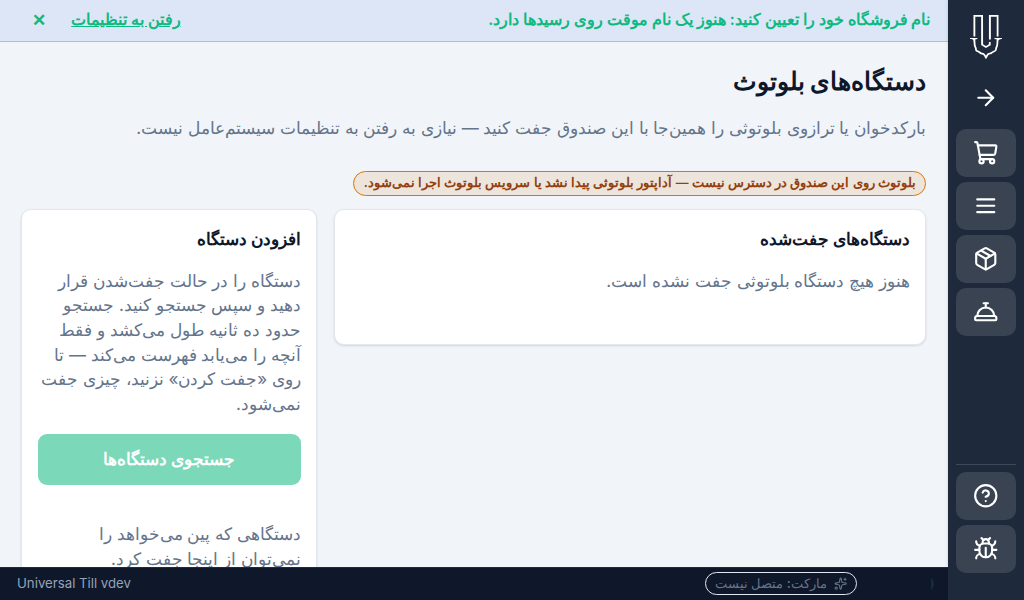 نام فروشگاه خود را تعیین کنید: هنوز یک نام موقت روی رسیدها دارد.
رفتن به تنظیمات ✕
دستگاه‌های بلوتوث
بارکدخوان یا ترازوی بلوتوثی را همین‌جا با این صندوق جفت کنید — نیازی به رفتن به تنظیمات سیستم‌عامل نیست.
بلوتوث روی این صندوق در دسترس نیست — آداپتور بلوتوثی پیدا نشد یا سرویس بلوتوث اجرا نمی‌شود.
دستگاه‌های جفت‌شده
هنوز هیچ دستگاه بلوتوثی جفت نشده است.
افزودن دستگاه
دستگاه را در حالت جفت‌شدن قرار
دهید و سپس جستجو کنید. جستجو
حدود ده ثانیه طول می‌کشد و فقط
آنچه را می‌یابد فهرست می‌کند — تا
روی «جفت کردن» نزنید، چیزی جفت
نمی‌شود.
جستجوی دستگاه‌ها
دستگاهی که پین می‌خواهد را
نمی‌توان از اینجا جفت کرد.
مارکت: متصل نیست
Universal Till vdev